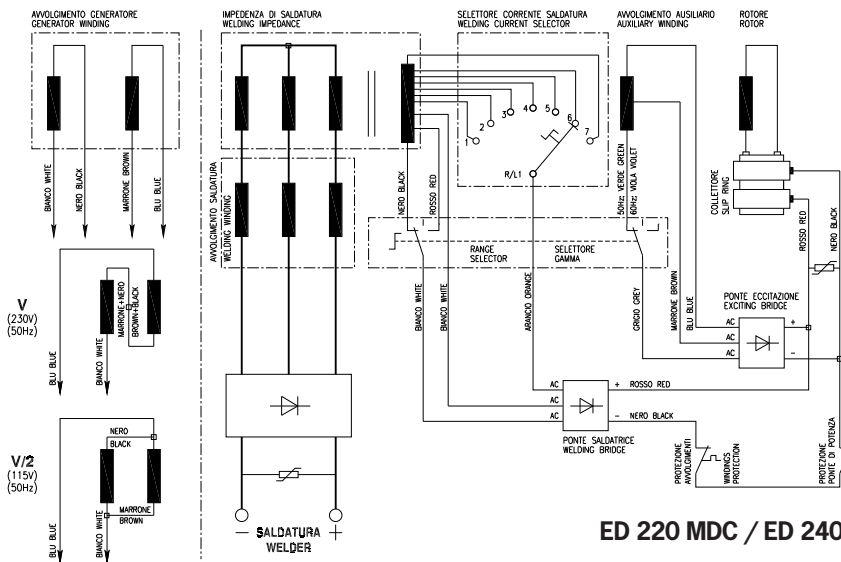 AVVOLGIMENTO GENERATORE
GENERATOR WINDING
IMPEDENZA DI SALDATURA
WELDING IMPEDANCE
SELETTORE CORRENTE SALDATURA
WELDING CURRENT SELECTOR
AVVOLGIMENTO AUSILIARIO
AUXILIARY WINDING
ROTORE
ROTOR
1
2
3
4
5
6
7
R/L1
BIANCO WHITE
NERO BLACK
MARRONE BROWN
BLU BLUE
AVVOLGIMENTO SALDATURA
WELDING WINDING
NERO BLACK
ROSSO RED
50Hz: VERDE GREEN
60Hz: VIOLA VIOLET
COLLETTORE
SLIP RING
ROSSO RED
NERO BLACK
RANGE
SELECTOR
SELETTORE
GAMMA
V
(230V)
(50Hz)
MARRONE+NERO
BROWN+BLACK
BLU BLUE
BIANCO WHITE
BIANCO WHITE
BIANCO WHITE
ARANCIO ORANGE
GRIGIO GREY
MARRONE BROWN
BLU BLUE
PONTE ECCITAZIONE
EXCITING BRIDGE
AC
AC
AC
+
−
AC
AC
AC
+ ROSSO RED
− NERO BLACK
PONTE SALDATRICE
WELDING BRIDGE
PROTEZIONE
AVVOLGIMENTI
WINDINGS
PROTECTION
PROTEZIONE
PONTE DI POTENZA
V/2
(115V)
(50Hz)
NERO
BLACK
MARRONE
BROWN
BLU BLUE
BIANCO WHITE
− SALDATURA +
WELDER
ED 220 MDC / ED 240